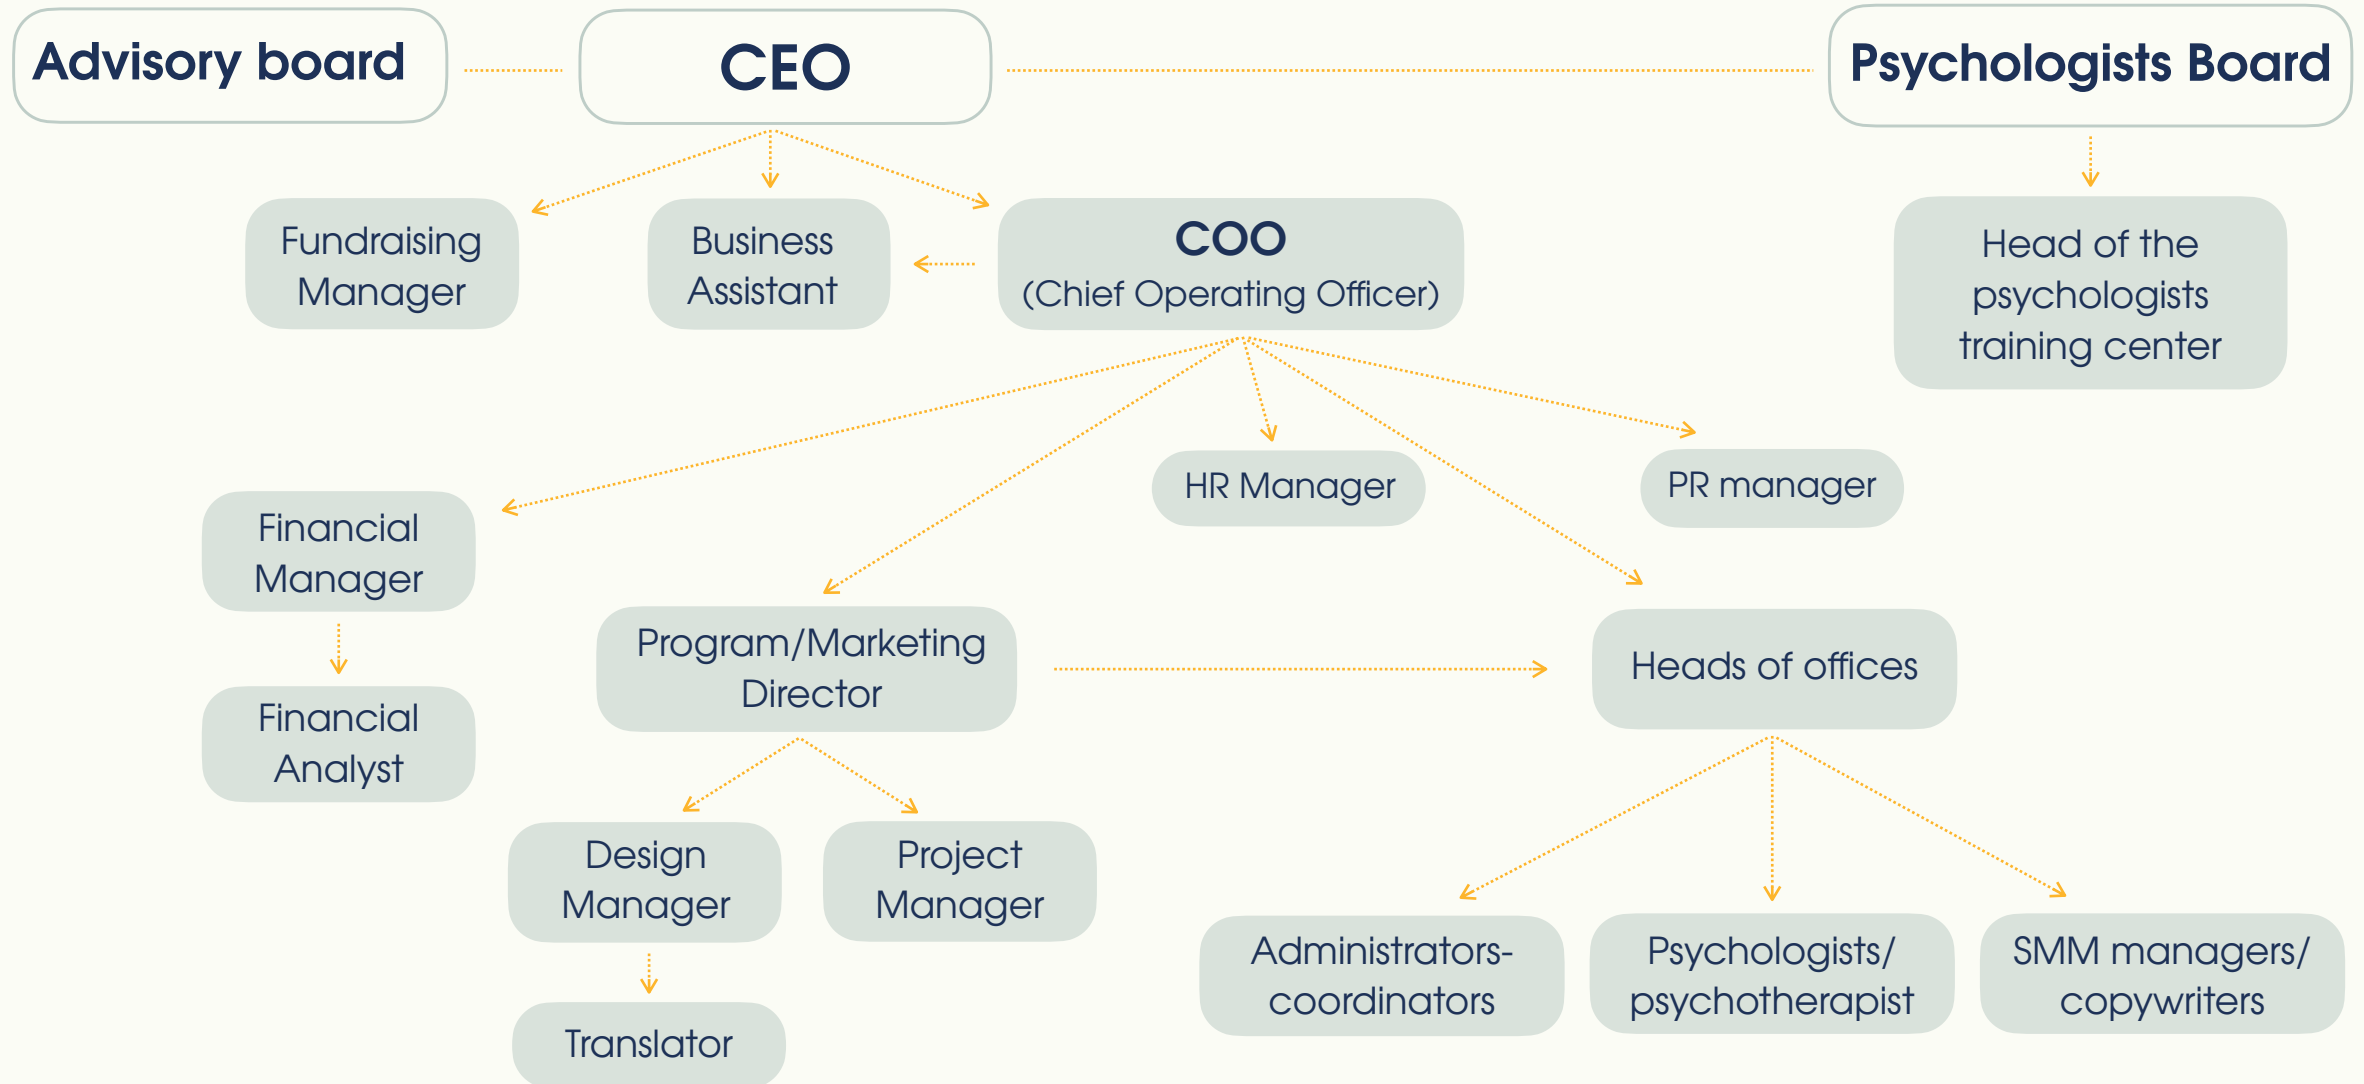 Advisory board
CEO
Psychologists Board
Fundraising
Manager
Business
Assistant
COO
(Chief Operating Officer)
Head of the
psychologists
training center
HR Manager
PR manager
Financial
Manager
Program/Marketing
Director
Heads of offices
Financial
Analyst
Design
Manager
Project
Manager
Administrators-
coordinators
Psychologists/
psychotherapist
SMM managers/
copywriters
Translator